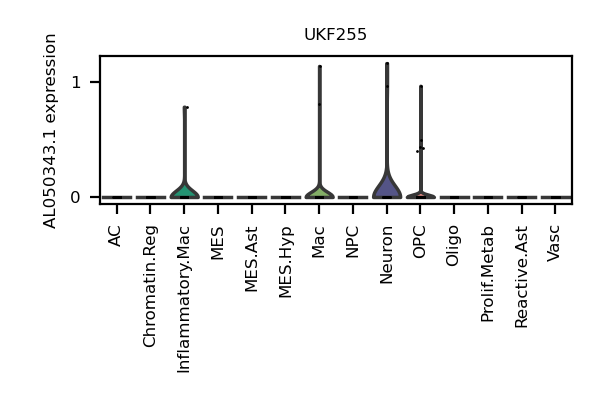 UKF255
AL050343.1 expression
1
0
AC
Chromatin.Reg
Inflammatory.Mac
MES
MES.Ast
MES.Hyp
Mac
NPC
Neuron
OPC
Oligo
Prolif.Metab
Reactive.Ast
Vasc